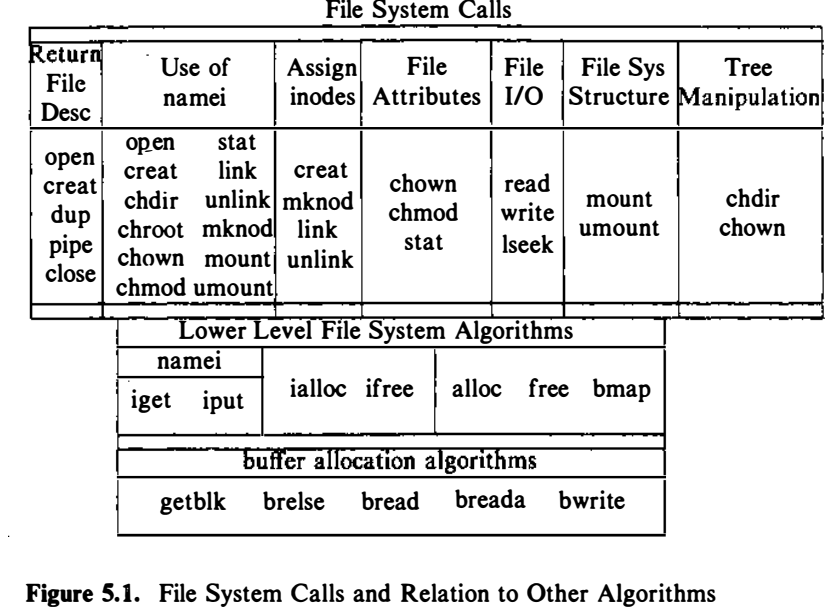 File System Calls
Return File Desc
Use of namei
Assign inodes
File Attributes
File I/O
File Sys Structure
Tree Manipulation
open
creat
dup
pipe
close
open stat
creat link
chdir unlink
chroot mknod
chown mount
chmod umount
creat
mknod
link
unlink
chown
chmod
stat
read
write
lseek
mount
umount
chdir
chown
Lower Level File System Algorithms
namei
iget iput
ialloc ifree
alloc free bmap
buffer allocation algorithms
getblk brelse bread breada bwrite
Figure 5.1. File System Calls and Relation to Other Algorithms